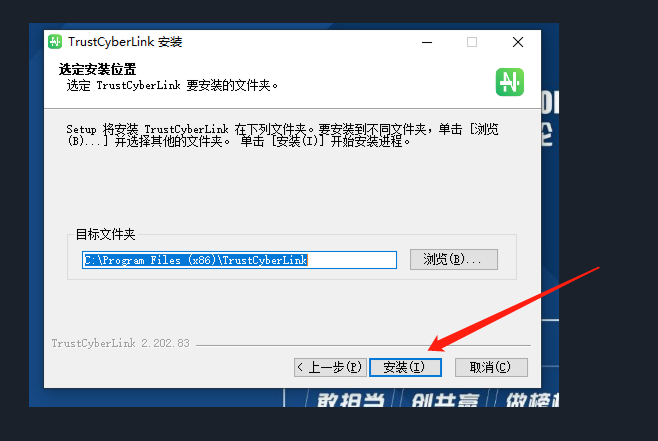 TrustCyberLink 安装
选定安装位置
选定 TrustCyberLink 要安装的文件夹。
Setup 将安装 TrustCyberLink 在下列文件夹。要安装到不同文件夹，单击 [浏览
(B)...] 并选择其他的文件夹。 单击 [安装(I)] 开始安装进程。
目标文件夹
C:\Program Files (x86)\TrustCyberLink
浏览(B)...
TrustCyberLink 2.202.83
< 上一步(P)
安装(I)
取消(C)
敢担当 创共赢